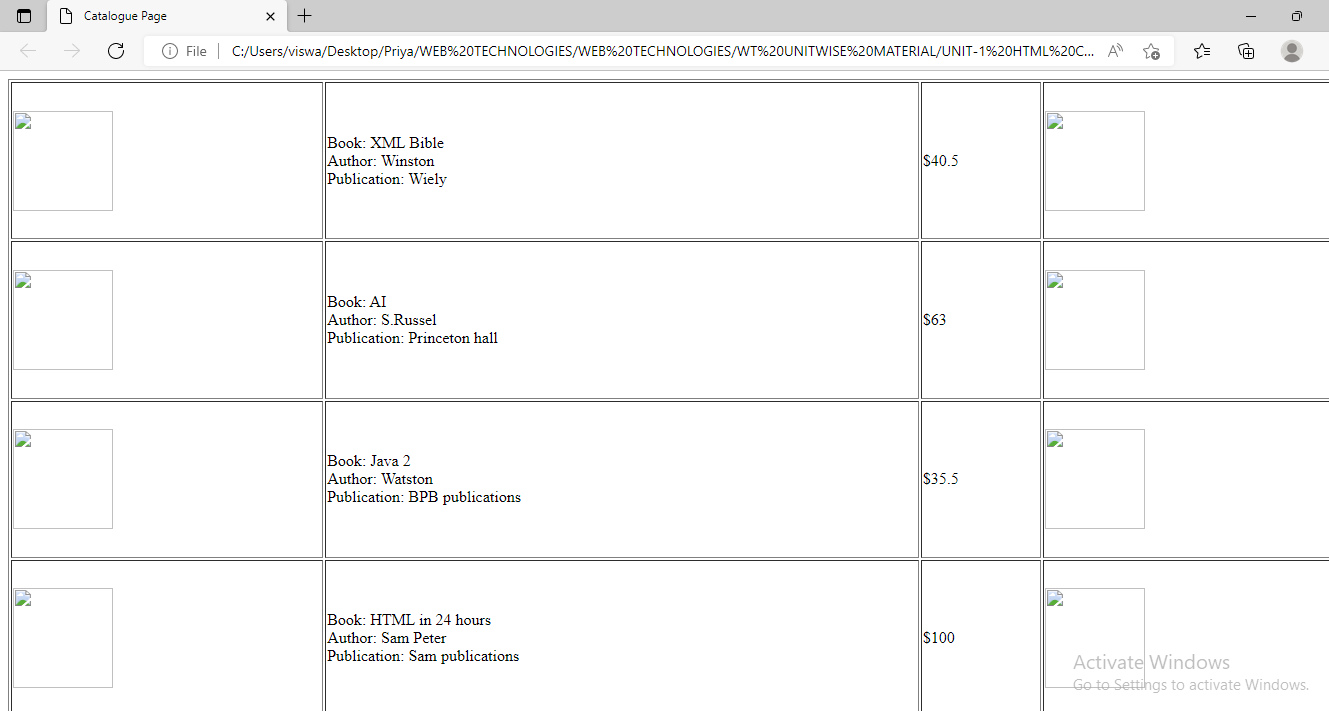 Catalogue Page
File
C:/Users/viswa/Desktop/Priya/WEB%20TECHNOLOGIES/WEB%20TECHNOLOGIES/WT%20UNITWISE%20MATERIAL/UNIT-1%20HTML%20C...
Book: XML Bible
Author: Winston
Publication: Wiely
$40.5
Book: AI
Author: S.Russel
Publication: Princeton hall
$63
Book: Java 2
Author: Watston
Publication: BPB publications
$35.5
Book: HTML in 24 hours
Author: Sam Peter
Publication: Sam publications
$100
Activate Windows
Go to Settings to activate Windows.